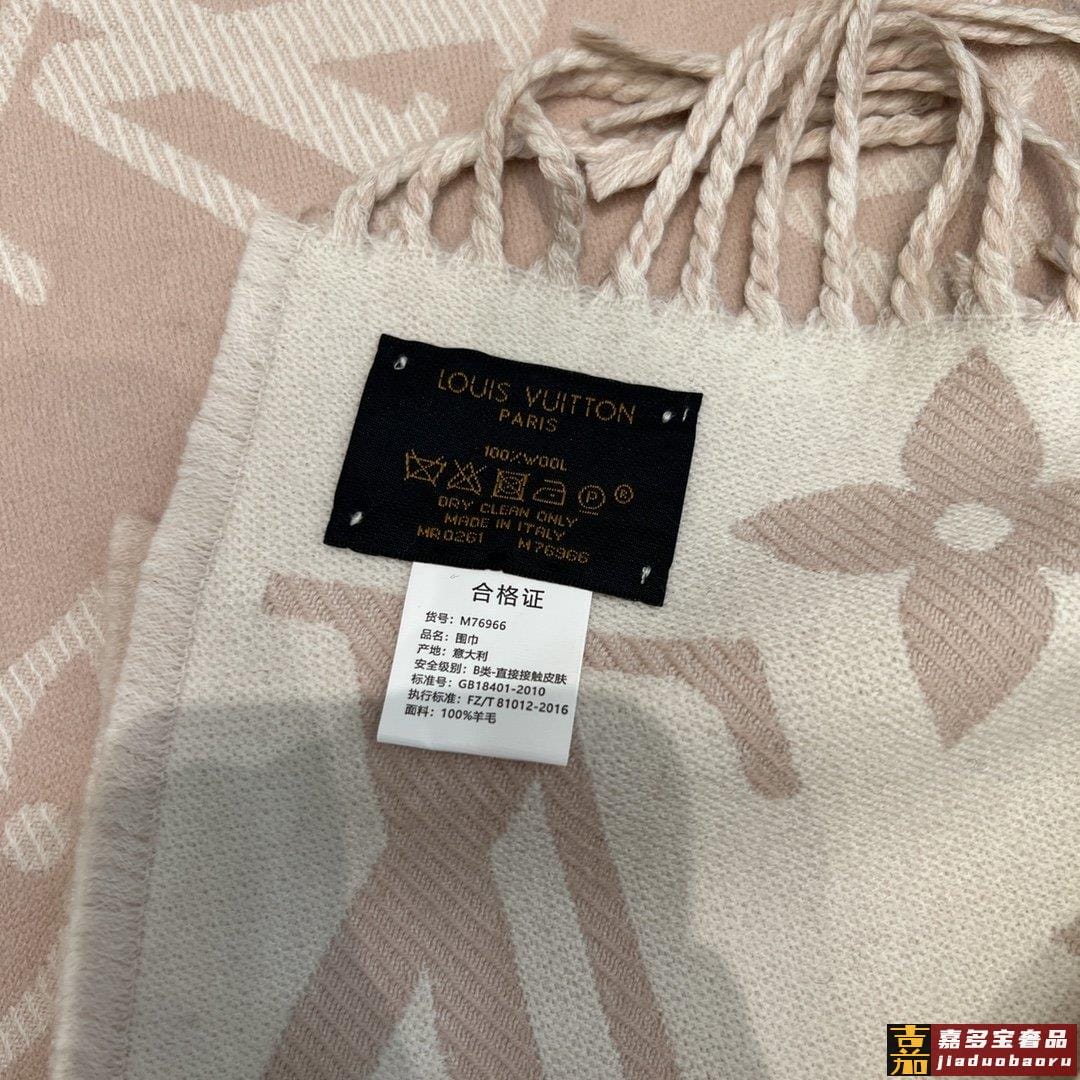 LOUIS VUITTON
PARIS
100%WOOL
P ®
DRY CLEAN ONLY
MADE IN ITALY
MR0261 M76966
合格证
货号：M76966
品名：围巾
产地：意大利
安全级别：B类-直接接触皮肤
标准号：GB18401-2010
执行标准：FZ/T 81012-2016
面料：100%羊毛
吉茄
嘉多宝奢品
jiaduobaoru